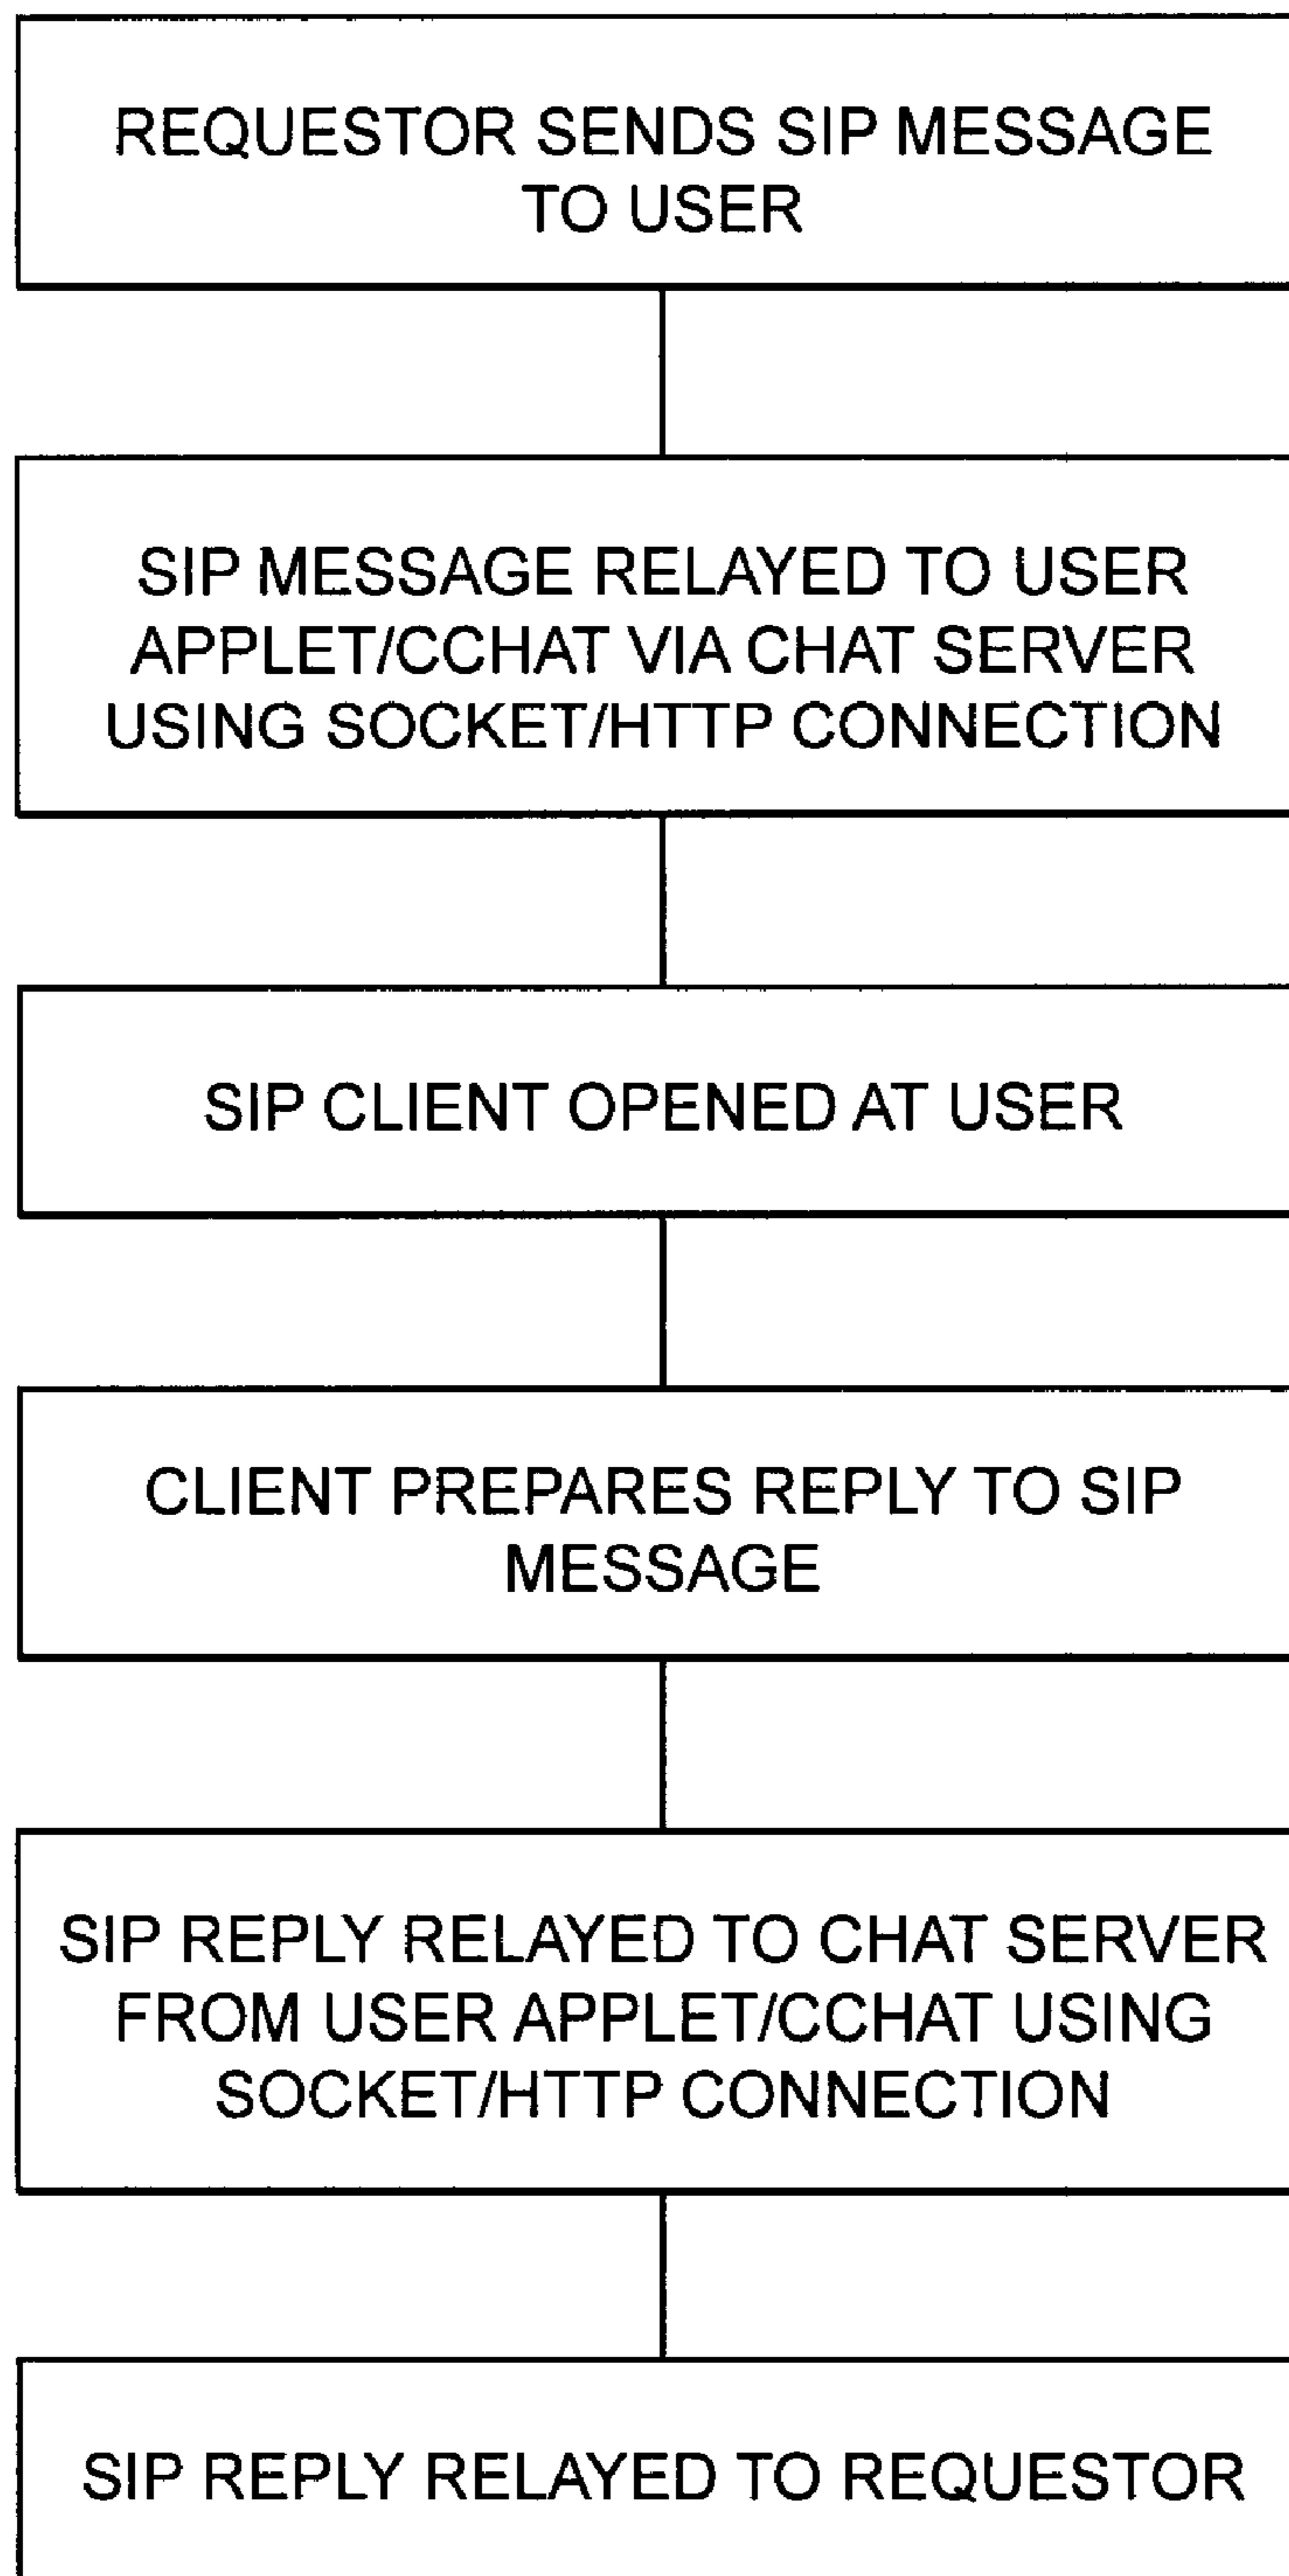 REQUESTOR SENDS SIP MESSAGE
TO USER
SIP MESSAGE RELAYED TO USER
APPLET/CCHAT VIA CHAT SERVER
USING SOCKET/HTTP CONNECTION
SIP CLIENT OPENED AT USER
CLIENT PREPARES REPLY TO SIP
MESSAGE
SIP REPLY RELAYED TO CHAT SERVER
FROM USER APPLET/CCHAT USING
SOCKET/HTTP CONNECTION
SIP REPLY RELAYED TO REQUESTOR